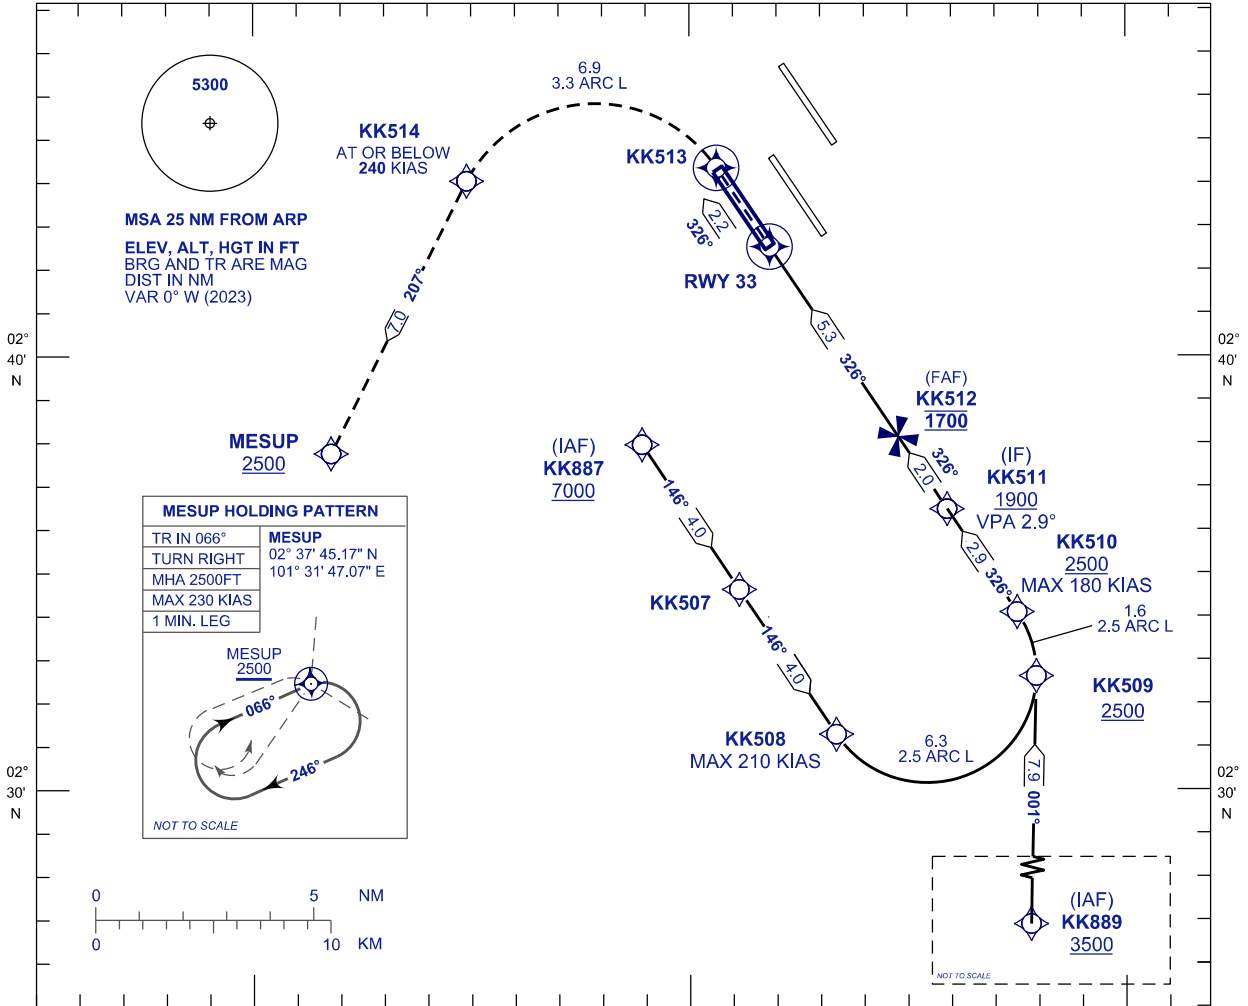 5300
MSA 25 NM FROM ARP
ELEV, ALT, HGT IN FT
BRG AND TR ARE MAG
DIST IN NM
VAR 0° W (2023)
6.9
3.3 ARC L
KK514
AT OR BELOW
240 KIAS
KK513
2.2
326°
RWY 33
207°
7.0
MESUP
2500
02°
40'
N
02°
40'
N
5.3
326°
(FAF)
KK512
1700
326°
2.0
(IF)
KK511
1900
VPA 2.9°
2.9
326°
KK510
2500
MAX 180 KIAS
1.6
2.5 ARC L
KK509
2500
(IAF)
KK887
7000
146°
4.0
KK507
146°
4.0
KK508
MAX 210 KIAS
6.3
2.5 ARC L
7.9
001°
(IAF)
KK889
3500
NOT TO SCALE
MESUP HOLDING PATTERN
TR IN 066°
TURN RIGHT
MHA 2500FT
MAX 230 KIAS
1 MIN. LEG
MESUP
02° 37' 45.17" N
101° 31' 47.07" E
MESUP
2500
066°
246°
NOT TO SCALE
02°
30'
N
02°
30'
N
0 5 NM
0 10 KM